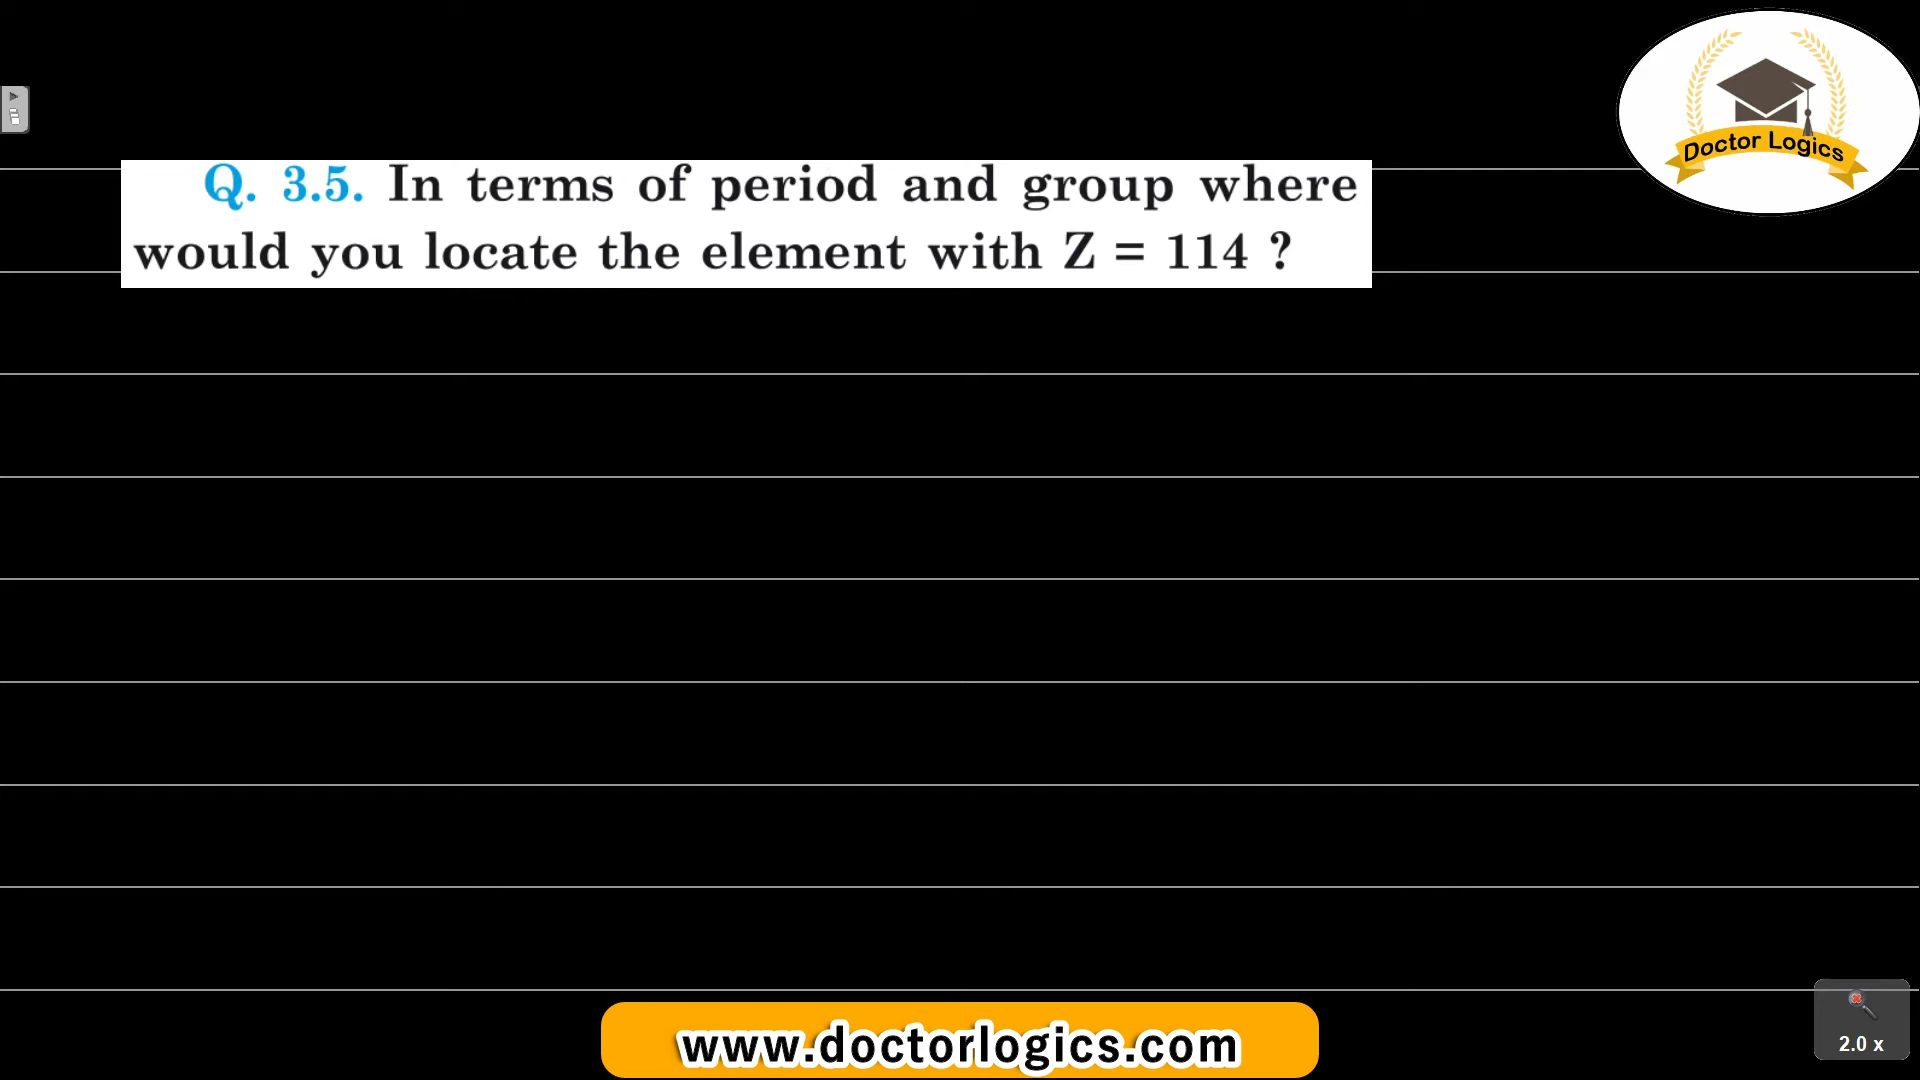 Doctor Logics
Q. 3.5. In terms of period and group where
would you locate the element with Z = 114 ?
www.doctorlogics.com
2.0 x